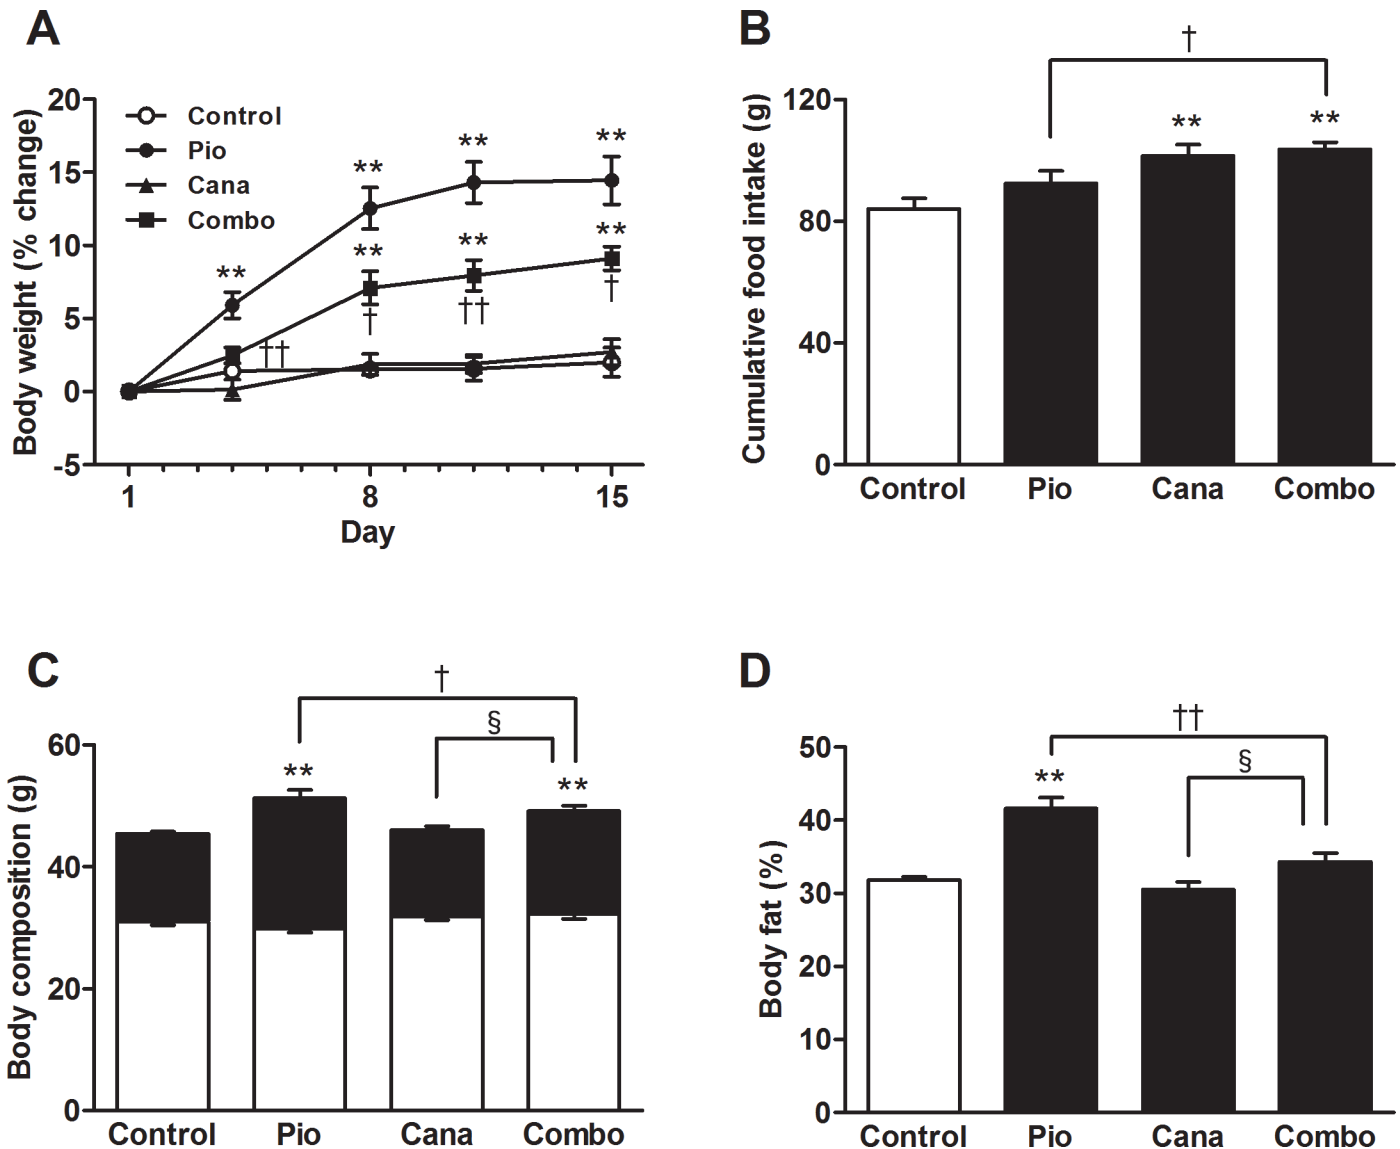 A
Body weight (% change)
20
15
10
5
0
-5
Control
Pio
Cana
Combo
**
**
**
**
**
**
**
††
†
††
†
1
8
15
Day
B
Cumulative food intake (g)
120
80
40
0
†
**
**
Control
Pio
Cana
Combo
C
Body composition (g)
60
40
20
0
†
§
**
**
Control
Pio
Cana
Combo
D
Body fat (%)
50
40
30
20
10
0
††
§
**
Control
Pio
Cana
Combo